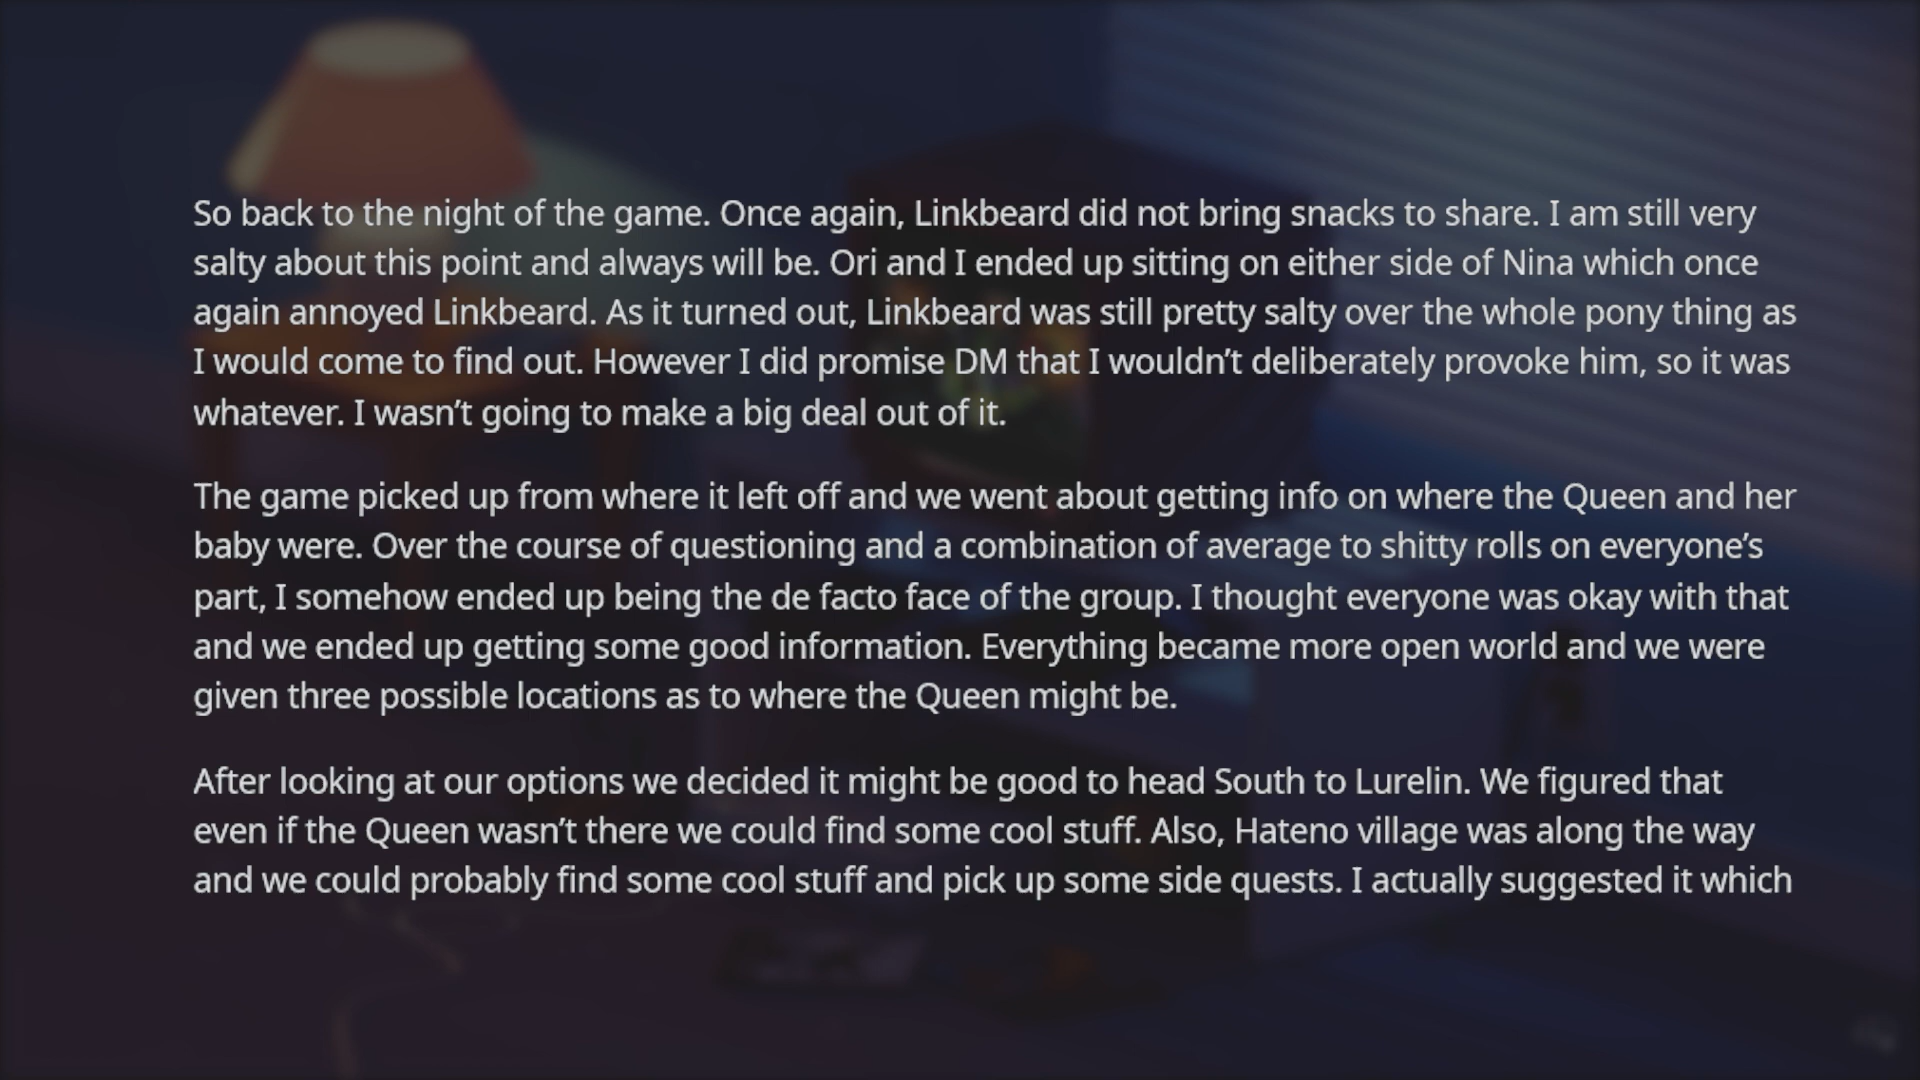 So back to the night of the game. Once again, Linkbeard did not bring snacks to share. I am still very
salty about this point and always will be. Ori and I ended up sitting on either side of Nina which once
again annoyed Linkbeard. As it turned out, Linkbeard was still pretty salty over the whole pony thing as
I would come to find out. However I did promise DM that I wouldn’t deliberately provoke him, so it was
whatever. I wasn’t going to make a big deal out of it.
The game picked up from where it left off and we went about getting info on where the Queen and her
baby were. Over the course of questioning and a combination of average to shitty rolls on everyone’s
part, I somehow ended up being the de facto face of the group. I thought everyone was okay with that
and we ended up getting some good information. Everything became more open world and we were
given three possible locations as to where the Queen might be.
After looking at our options we decided it might be good to head South to Lurelin. We figured that
even if the Queen wasn’t there we could find some cool stuff. Also, Hateno village was along the way
and we could probably find some cool stuff and pick up some side quests. I actually suggested it which